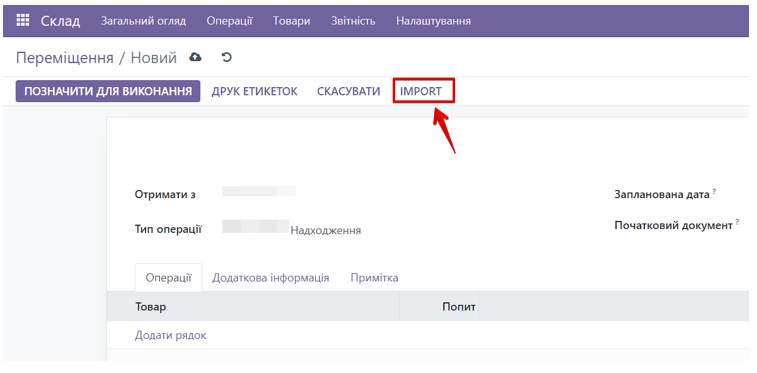 Склад Загальний огляд Операції Товари Звітність Налаштування
Переміщення / Новий
ПОЗНАЧИТИ ДЛЯ ВИКОНАННЯ ДРУК ЕТИКЕТОК СКАСУВАТИ IMPORT
Отримати з Запланована дата ?
Тип операції Надходження Початковий документ ?
Операції Додаткова інформація Примітка
Товар Попит
Додати рядок